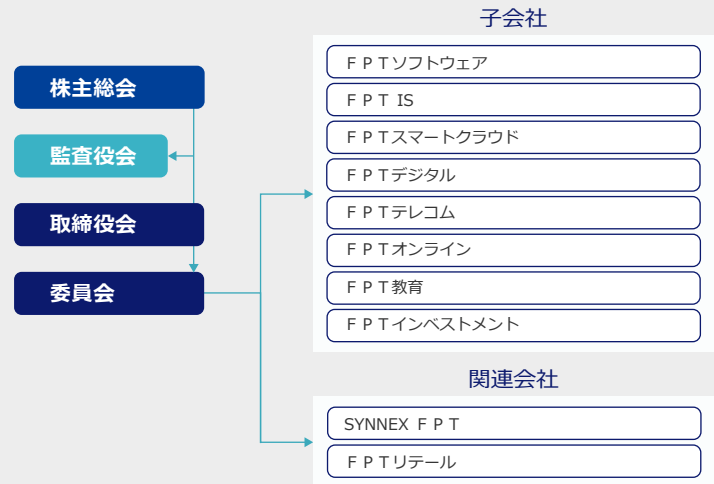 株主総会
監査役会
取締役会
委員会
子会社
ＦＰＴソフトウェア
ＦＰＴ IS
ＦＰＴスマートクラウド
ＦＰＴデジタル
ＦＰＴテレコム
ＦＰＴオンライン
ＦＰＴ教育
ＦＰＴインベストメント
関連会社
SYNNEX ＦＰＴ
ＦＰＴリテール